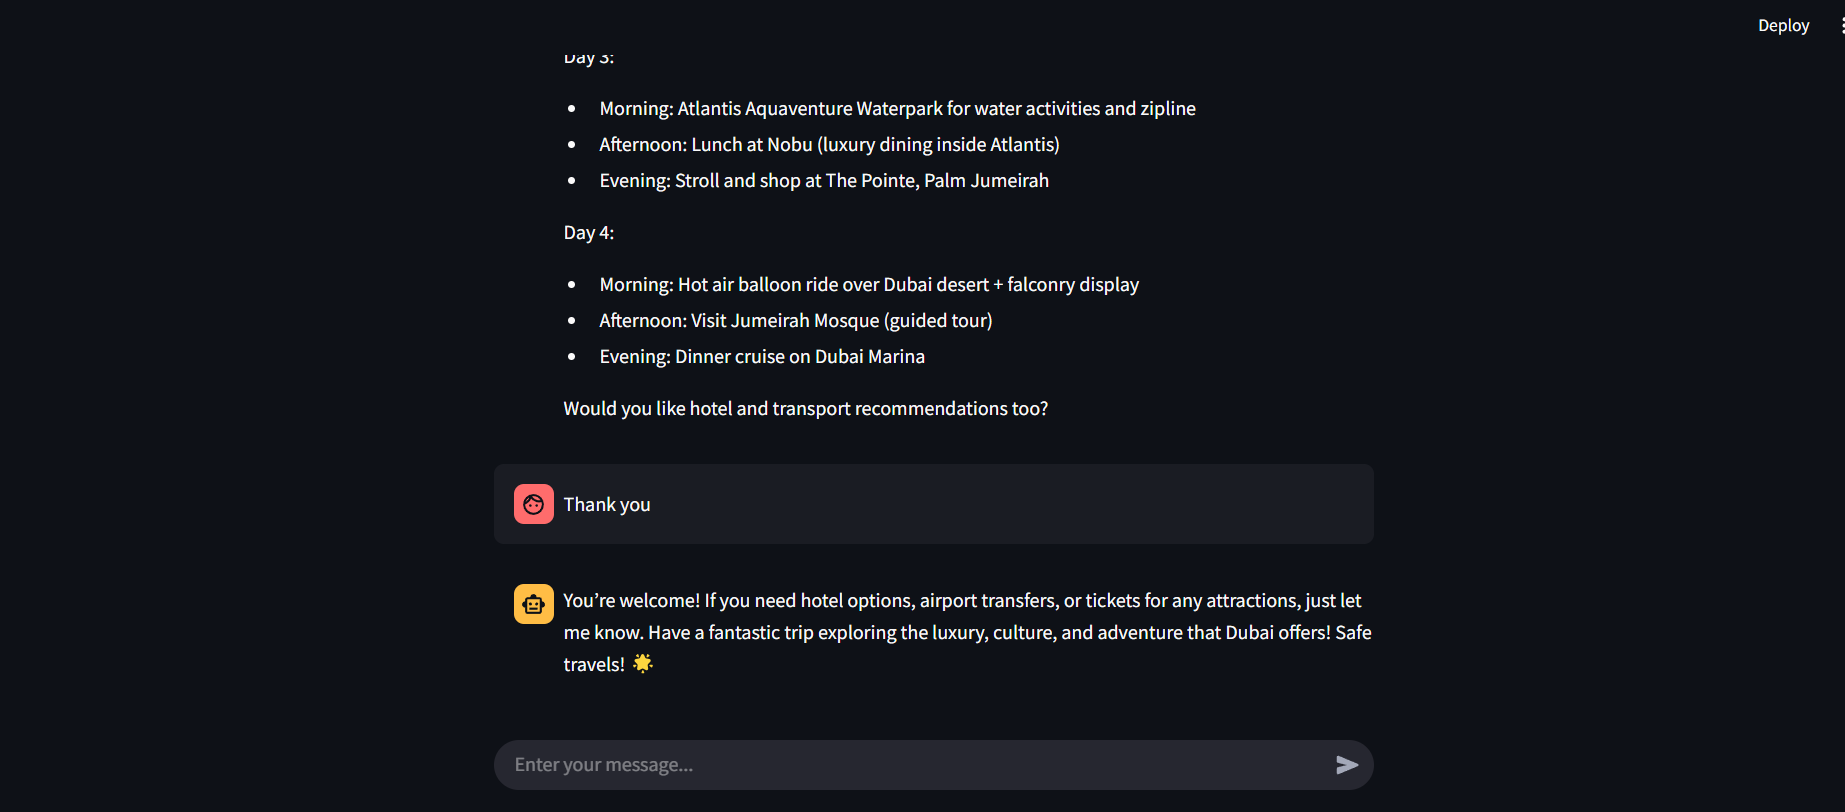 Deploy
Day 3:
• Morning: Atlantis Aquaventure Waterpark for water activities and zipline
• Afternoon: Lunch at Nobu (luxury dining inside Atlantis)
• Evening: Stroll and shop at The Pointe, Palm Jumeirah
Day 4:
• Morning: Hot air balloon ride over Dubai desert + falconry display
• Afternoon: Visit Jumeirah Mosque (guided tour)
• Evening: Dinner cruise on Dubai Marina
Would you like hotel and transport recommendations too?
Thank you
You’re welcome! If you need hotel options, airport transfers, or tickets for any attractions, just let
me know. Have a fantastic trip exploring the luxury, culture, and adventure that Dubai offers! Safe
travels! 🌟
Enter your message...